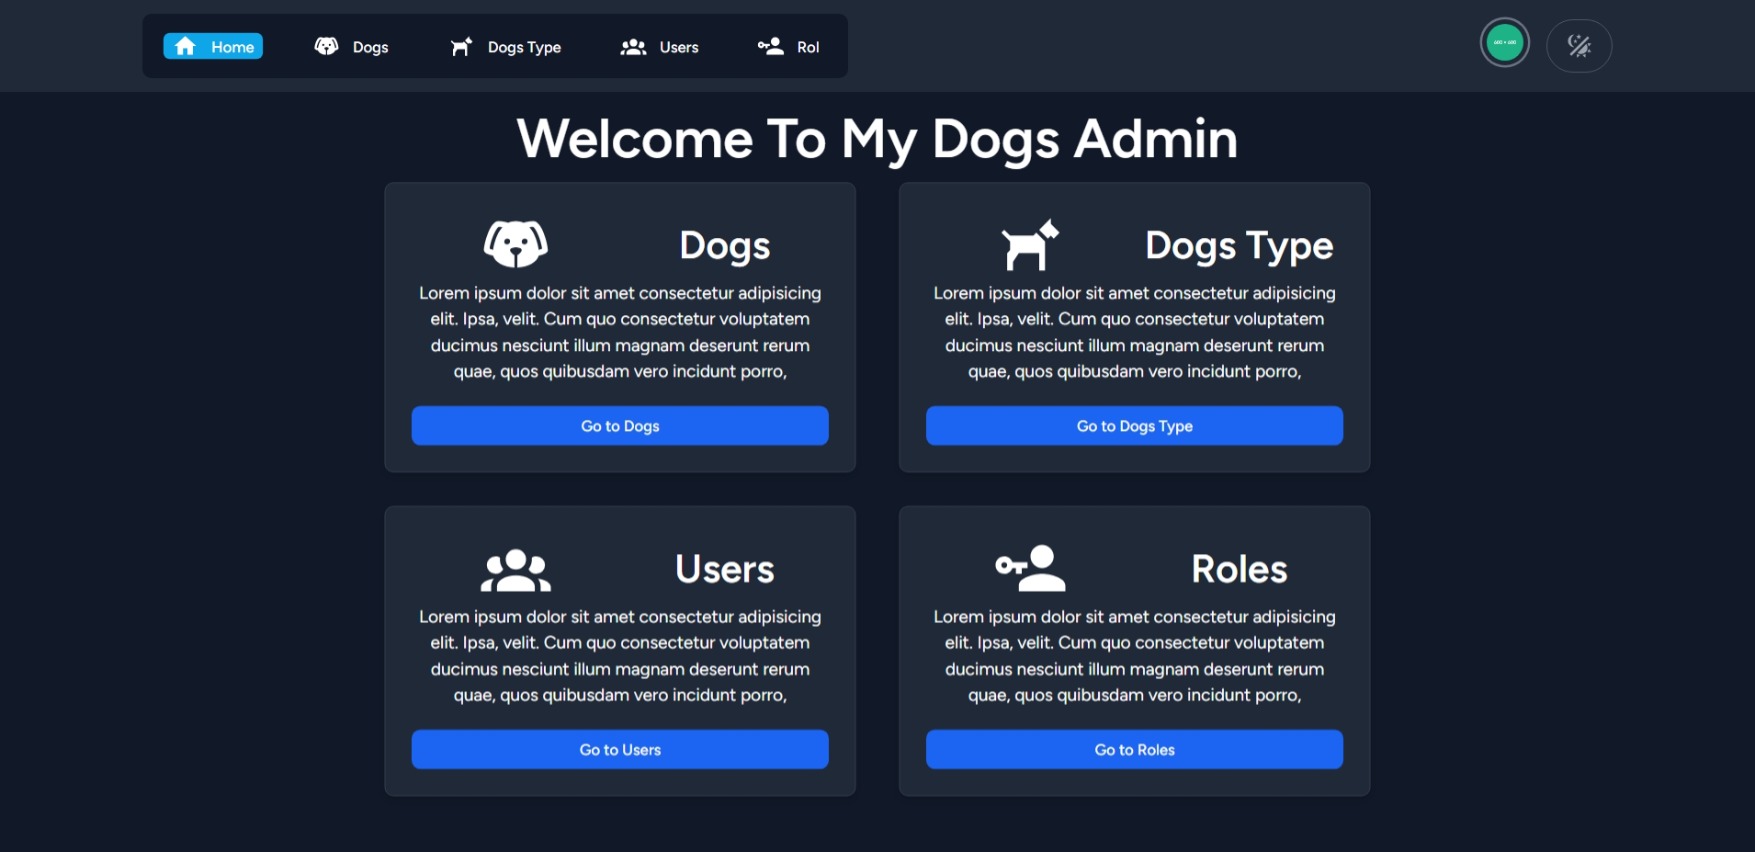 Home
Dogs
Dogs Type
Users
Rol
Welcome To My Dogs Admin
Dogs
Lorem ipsum dolor sit amet consectetur adipisicing
elit. Ipsa, velit. Cum quo consectetur voluptatem
ducimus nesciunt illum magnam deserunt rerum
quae, quos quibusdam vero incidunt porro,
Go to Dogs
Dogs Type
Lorem ipsum dolor sit amet consectetur adipisicing
elit. Ipsa, velit. Cum quo consectetur voluptatem
ducimus nesciunt illum magnam deserunt rerum
quae, quos quibusdam vero incidunt porro,
Go to Dogs Type
Users
Lorem ipsum dolor sit amet consectetur adipisicing
elit. Ipsa, velit. Cum quo consectetur voluptatem
ducimus nesciunt illum magnam deserunt rerum
quae, quos quibusdam vero incidunt porro,
Go to Users
Roles
Lorem ipsum dolor sit amet consectetur adipisicing
elit. Ipsa, velit. Cum quo consectetur voluptatem
ducimus nesciunt illum magnam deserunt rerum
quae, quos quibusdam vero incidunt porro,
Go to Roles